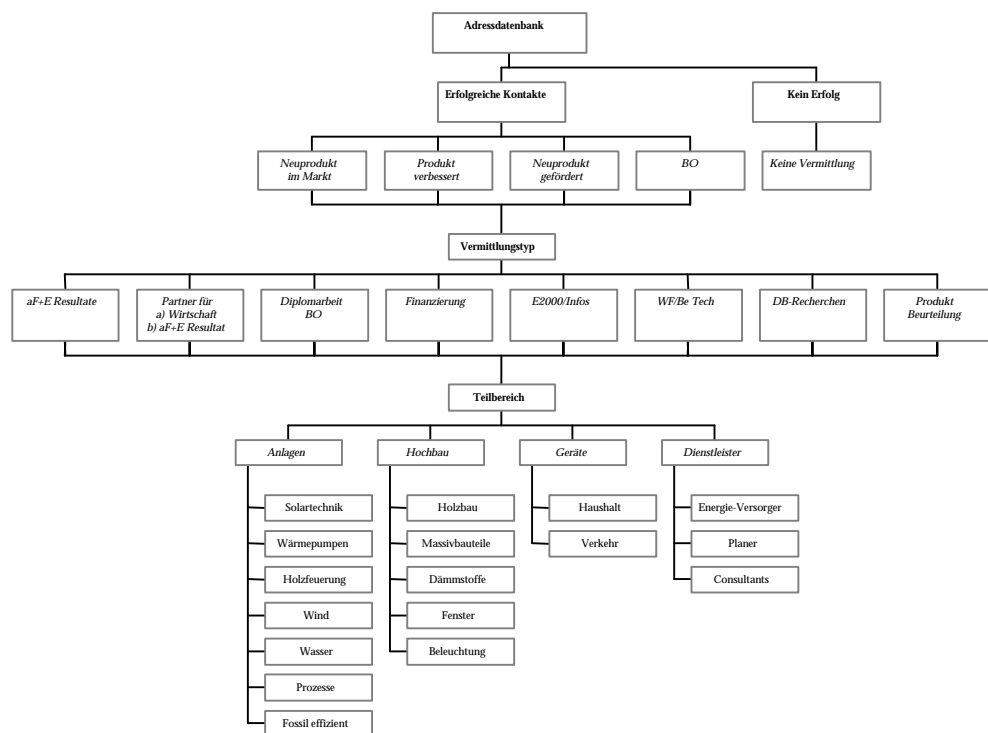 Adressdatenbank
Erfolgreiche Kontakte
Kein Erfolg
Neuprodukt
im Markt
Produkt
verbessert
Neuprodukt
gefördert
BO
Keine Vermittlung
Vermittlungstyp
aF+E Resultate
Partner für
a) Wirtschaft
b) aF+E Resultat
Diplomarbeit
BO
Finanzierung
E2000/Infos
WF/Be Tech
DB-Recherchen
Produkt
Beurteilung
Teilbereich
Anlagen
Hochbau
Geräte
Dienstleister
Solartechnik
Wärmepumpen
Holzfeuerung
Wind
Wasser
Prozesse
Fossil effizient
Holzbau
Massivbauteile
Dämmstoffe
Fenster
Beleuchtung
Haushalt
Verkehr
Energie-Versorger
Planer
Consultants